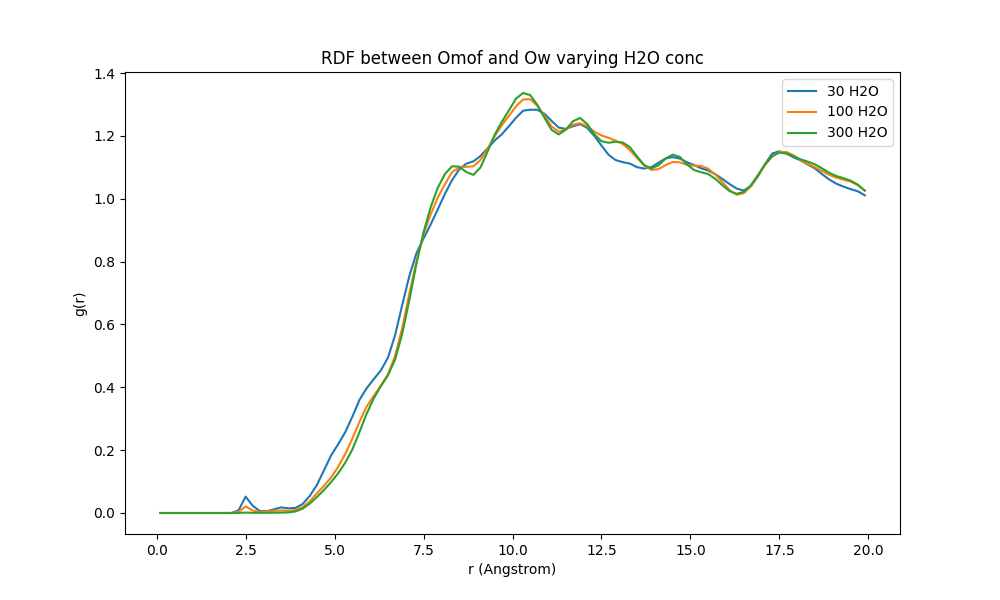 RDF between Omof and Ow varying H2O conc
1.4
1.2
1.0
0.8
0.6
0.4
0.2
0.0
g(r)
30 H2O
100 H2O
300 H2O
0.0 2.5 5.0 7.5 10.0 12.5 15.0 17.5 20.0
r (Angstrom)